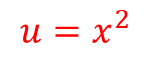 u = x²